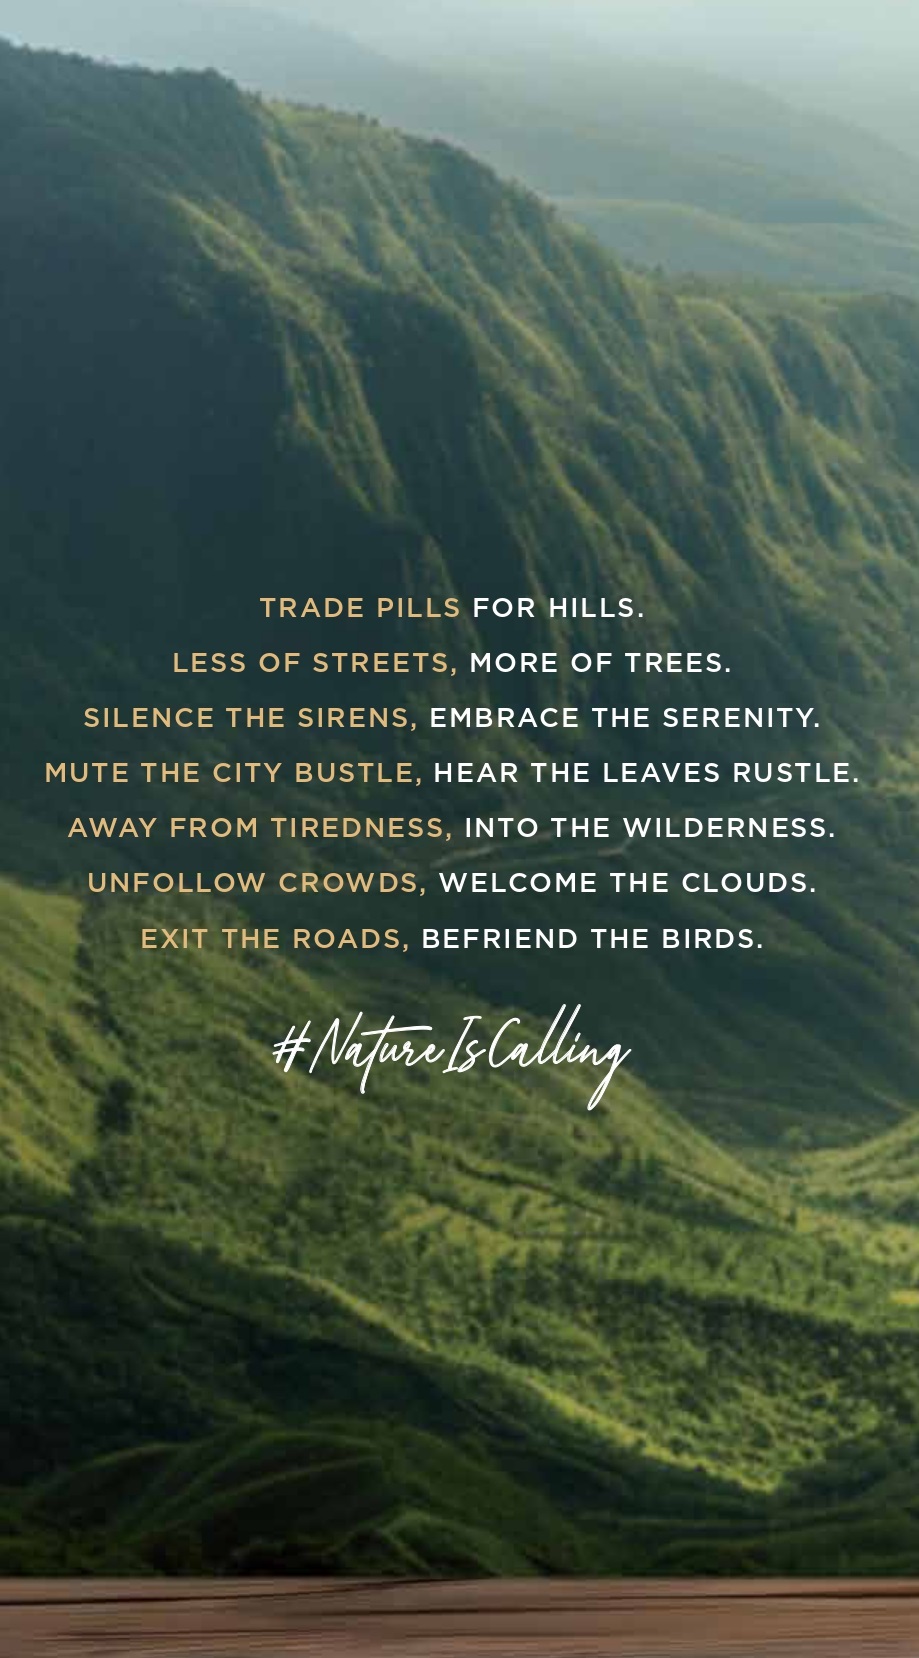 TRADE PILLS FOR HILLS.
LESS OF STREETS, MORE OF TREES.
SILENCE THE SIRENS, EMBRACE THE SERENITY.
MUTE THE CITY BUSTLE, HEAR THE LEAVES RUSTLE.
AWAY FROM TIREDNESS, INTO THE WILDERNESS.
UNFOLLOW CROWDS, WELCOME THE CLOUDS.
EXIT THE ROADS, BEFRIEND THE BIRDS.
#NatureIsCalling